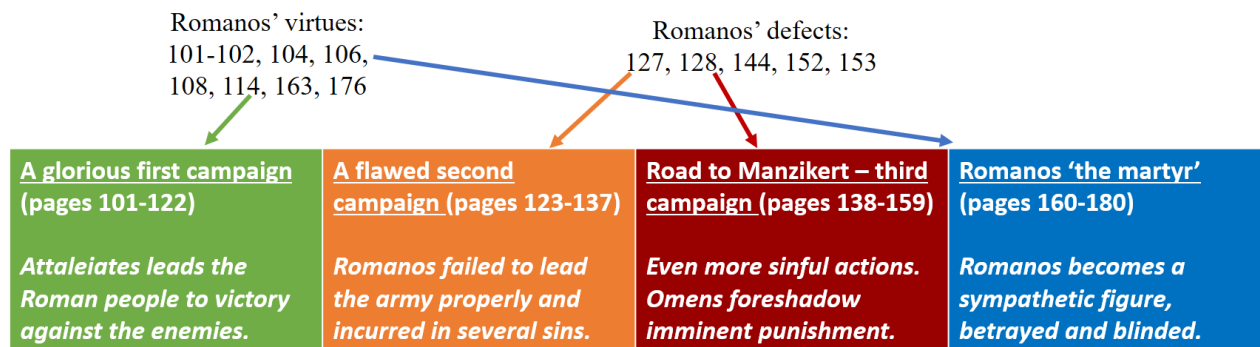 Romanos’ virtues:
101-102, 104, 106,
108, 114, 163, 176
Romanos’ defects:
127, 128, 144, 152, 153
A glorious first campaign
(pages 101-122)
Attaleiates leads the
Roman people to victory
against the enemies.
A flawed second
campaign (pages 123-137)
Romanos failed to lead
the army properly and
incurred in several sins.
Road to Manzikert – third
campaign (pages 138-159)
Even more sinful actions.
Omens foreshadow
imminent punishment.
Romanos ‘the martyr’
(pages 160-180)
Romanos becomes a
sympathetic figure,
betrayed and blinded.